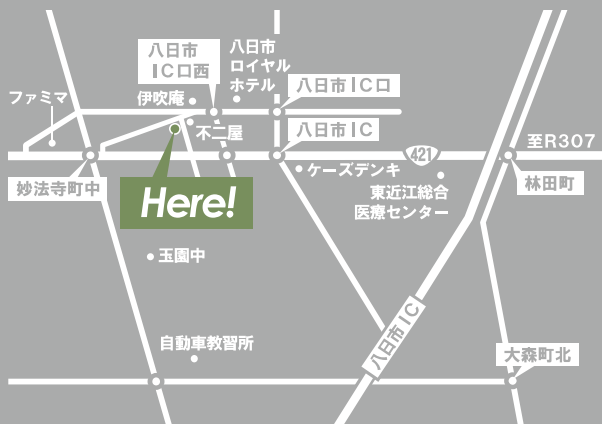 八日市
IC口西
八日市
ロイヤル
ホテル
八日市IC口
ファミマ
伊吹庵
不二屋
八日市IC
421
至R307
ケーズデンキ
東近江総合
医療センター
林田町
妙法寺町中
Here!
玉園中
八日市IC
自動車教習所
大森町北